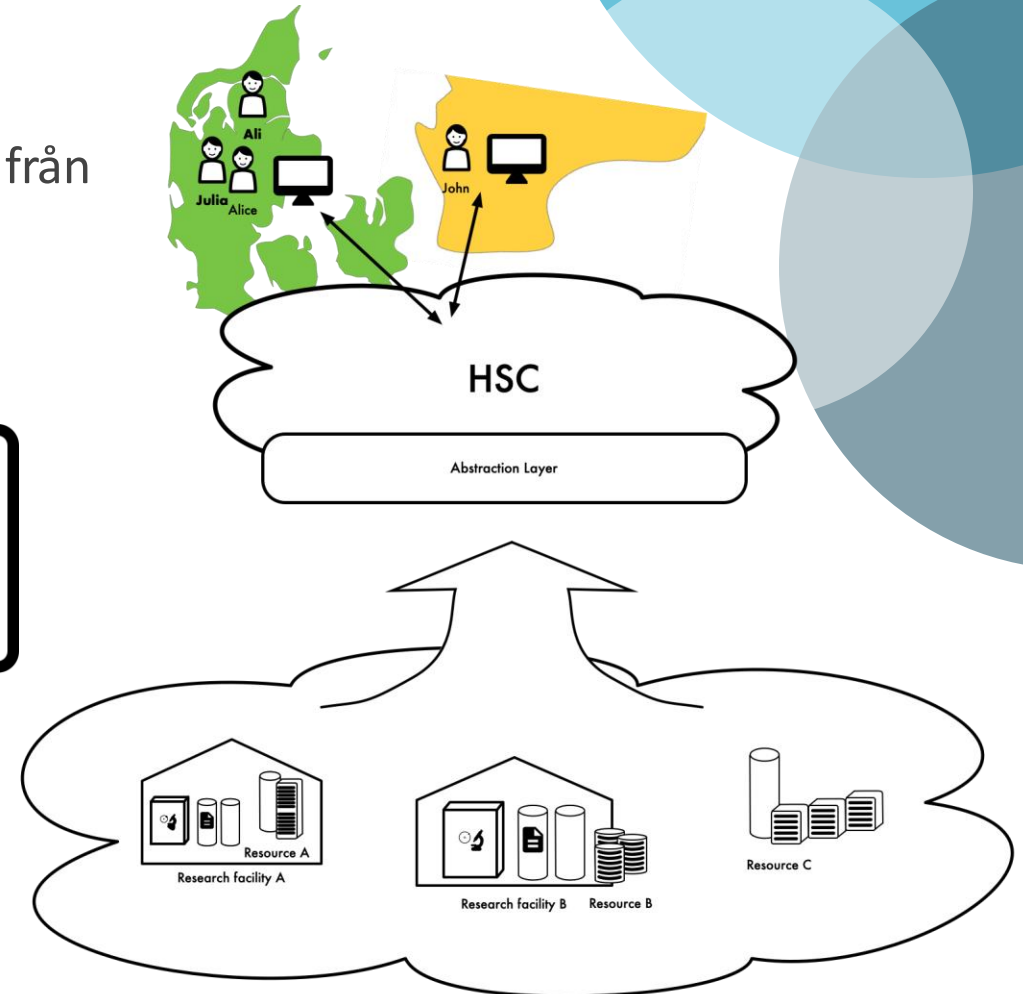 från
Ali
Julia
Alice
John
HSC
Abstraction Layer
Resource A
Research facility A
Research facility B
Resource B
Resource C